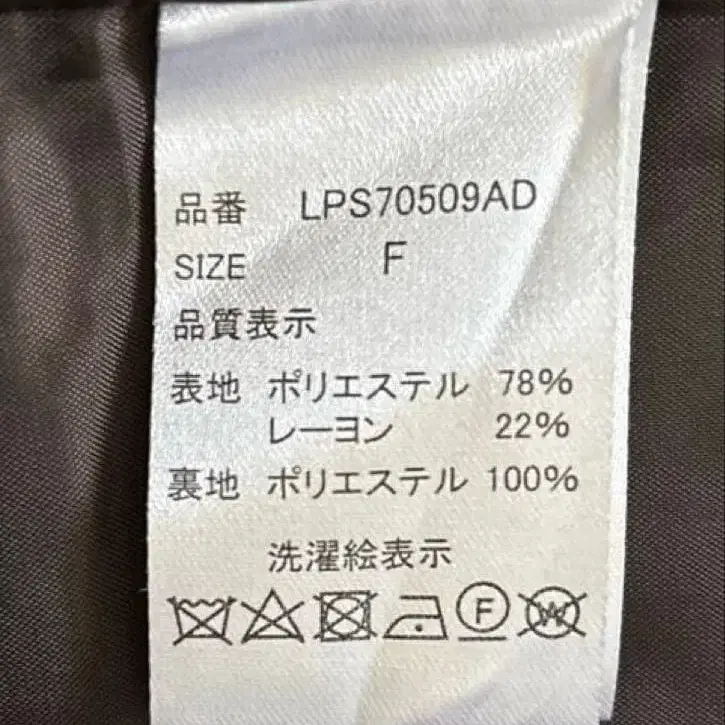 品番 LPS70509AD
SIZE F
品質表示
表地 ポリエステル 78%
レーヨン 22%
裏地 ポリエステル 100%
洗濯絵表示
F W